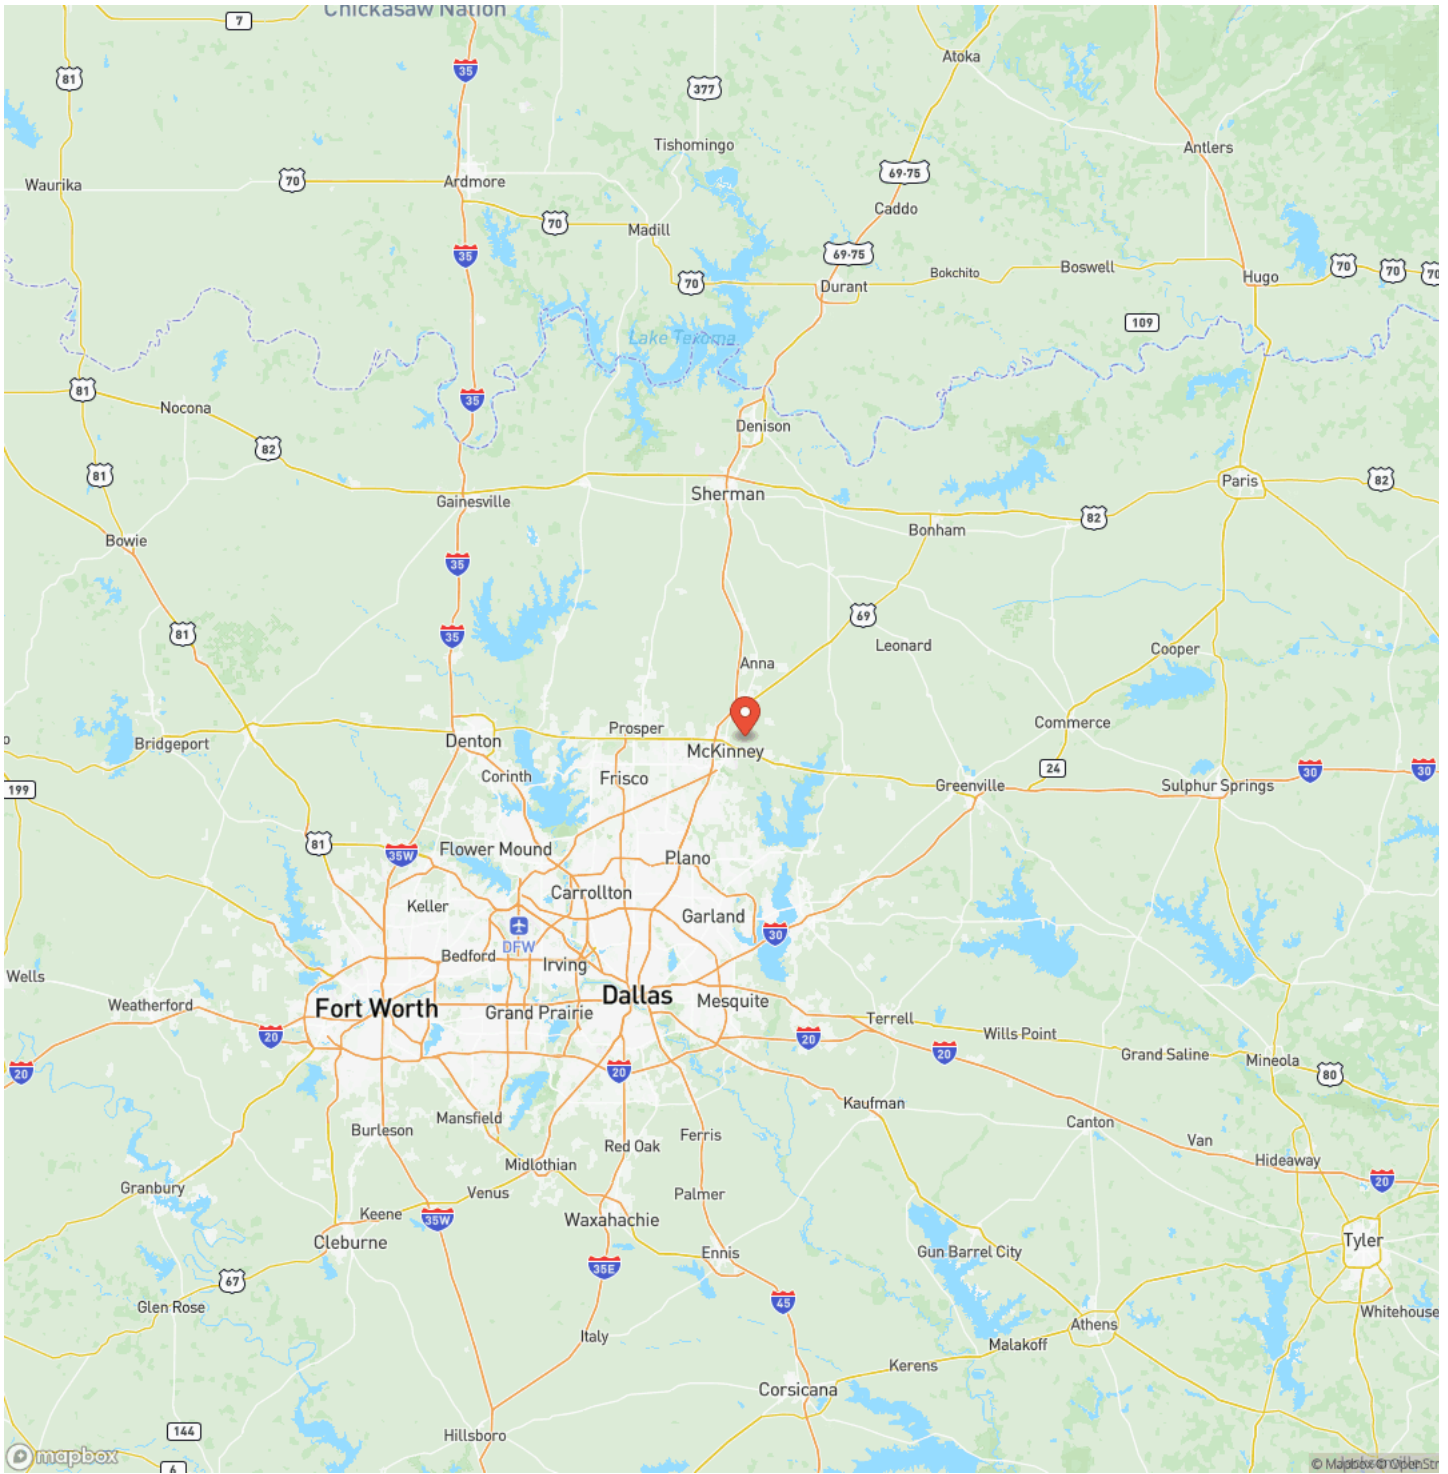 Chickasaw Nation
7
35
81
Atoka
377
Tishomingo
Antlers
69-75
Waurika
70
Ardmore
Caddo
70
Madill
35
69-75
70
Durant
Bokchito
Boswell
70
70
70
Hugo
109
Lake Texoma
81
Nocona
35
Denison
82
81
Gainesville
Sherman
Paris
82
82
Bonham
Bowie
35
69
81
35
Leonard
Cooper
Anna
Prosper
Commerce
Bridgeport
Denton
McKinney
Corinth
Frisco
24
30
30
Greenville
Sulphur Springs
199
81
35W
Flower Mound
Plano
Carrollton
Keller
Garland
DFW
30
Bedford
Irving
Wells
Weatherford
Fort Worth
Dallas
Mesquite
Grand Prairie
Terrell
20
20
Wills Point
20
Grand Saline
Mineola
20
20
80
Kaufman
Mansfield
Canton
Burleson
Ferris
Red Oak
Van
Midlothian
Hideaway
20
Granbury
Venus
Palmer
Keene
35W
Waxahachie
Cleburne
Tyler
Ennis
Gun Barrel City
35E
67
45
Glen Rose
Whitehouse
Athens
Italy
Malakoff
Kerens
Corsicana
144
Hillsboro
mapbox
6
© Mapbox © OpenStr